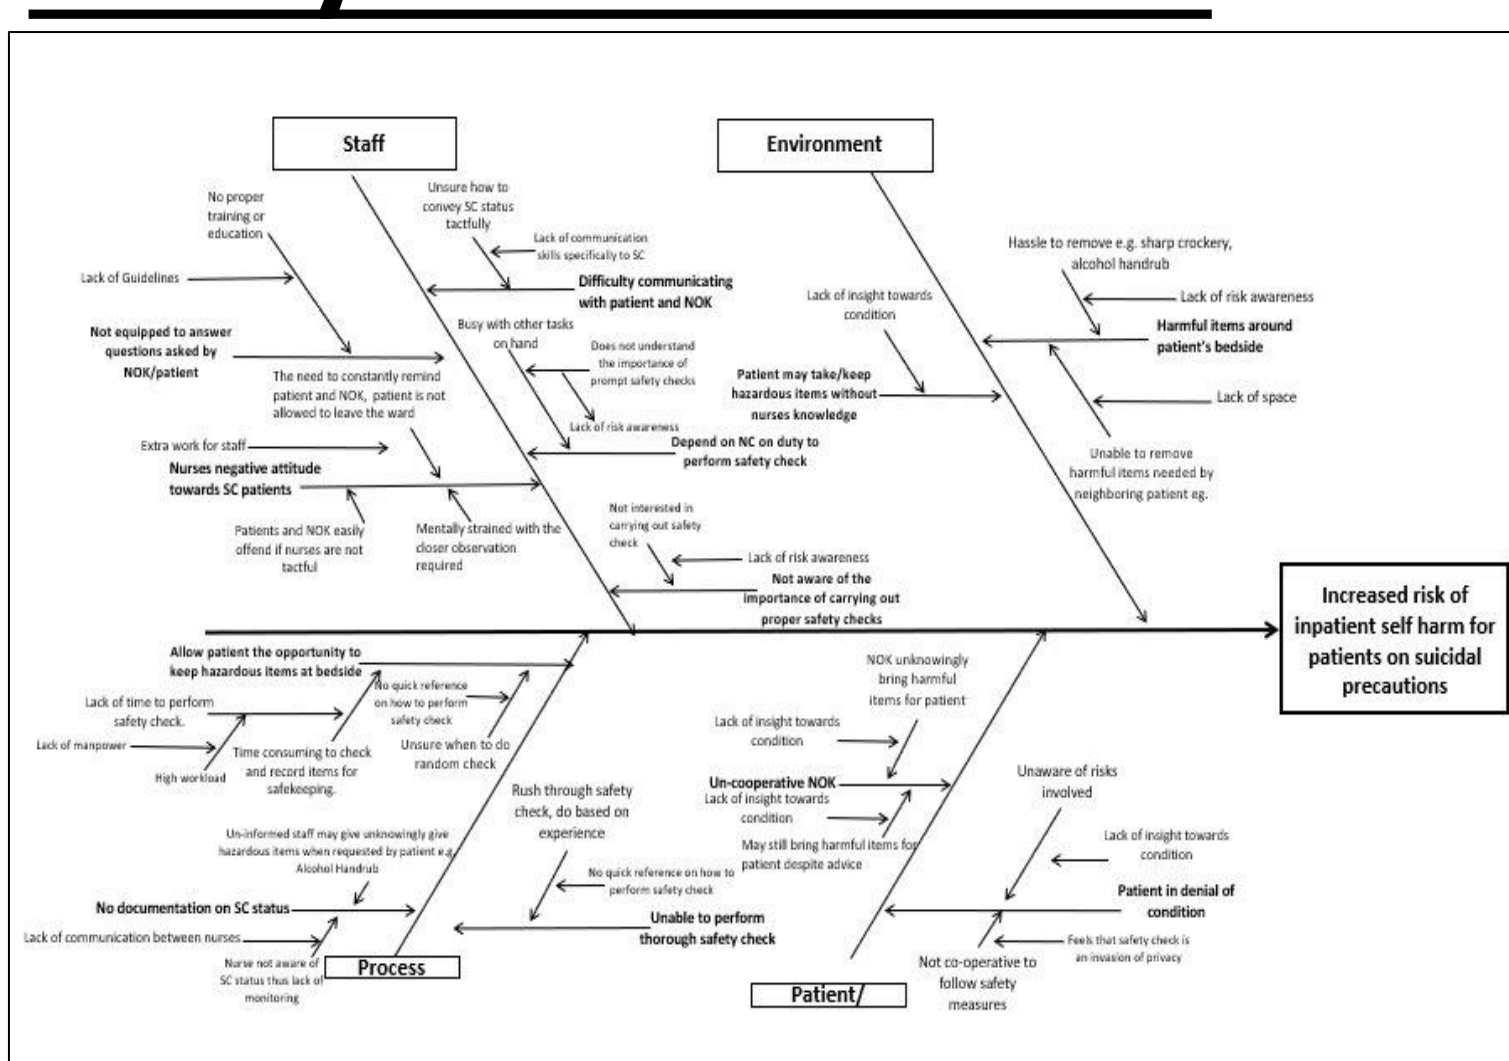 Staff
Environment
Unsure how to
convey SC status
tactfully
No proper
training or
education
Lack of communication
skills specifically to SC
Lack of Guidelines
Difficulty communicating
with patient and NOK
Not equipped to answer
questions asked by
NOK/patient
Busy with other tasks
on hand
Does not understand
the importance of
prompt safety checks
Lack of risk awareness
The need to constantly remind
patient and NOK, patient is not
allowed to leave the ward
Extra work for staff
Depend on NC on duty to
perform safety check
Nurses negative attitude
towards SC patients
Patients and NOK easily
offend if nurses are not
tactful
Mentally strained with the
closer observation
required
Not interested in
carrying out safety
check
Lack of risk awareness
Not aware of the
importance of carrying out
proper safety checks
Hassle to remove e.g. sharp crockery,
alcohol handrub
Lack of risk awareness
Lack of insight towards
condition
Harmful items around
patient's bedside
Patient may take/keep
hazardous items without
nurses knowledge
Lack of space
Unable to remove
harmful items needed by
neighboring patient eg.
Increased risk of
inpatient self harm for
patients on suicidal
precautions
Allow patient the opportunity to
keep hazardous items at bedside
No quick reference
on how to perform
safety check
Lack of time to perform
safety check.
Lack of manpower
High workload
Time consuming to check
and record items for
safekeeping.
Unsure when to do
random check
Un-informed staff may give unknowingly give
hazardous items when requested by patient e.g
Alcohol Handrub
Rush through safety
check, do based on
experience
No quick reference on how to
perform safety check
No documentation on SC status
Unable to perform
thorough safety check
Lack of communication between nurses
Nurse not aware of
SC status thus lack of
monitoring
Process
NOK unknowingly
bring harmful
items for patient
Lack of insight towards
condition
Un-cooperative NOK
Lack of insight towards
condition
May still bring harmful items for
patient despite advice
Unaware of risks
involved
Lack of insight towards
condition
Patient in denial of
condition
Feels that safety check is
an invasion of privacy
Not co-operative to
follow safety
measures
Patient/